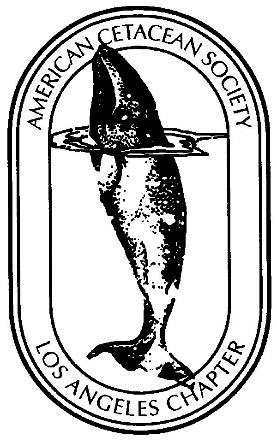 AMERICAN CETACEAN SOCIETY
LOS ANGELES CHAPTER